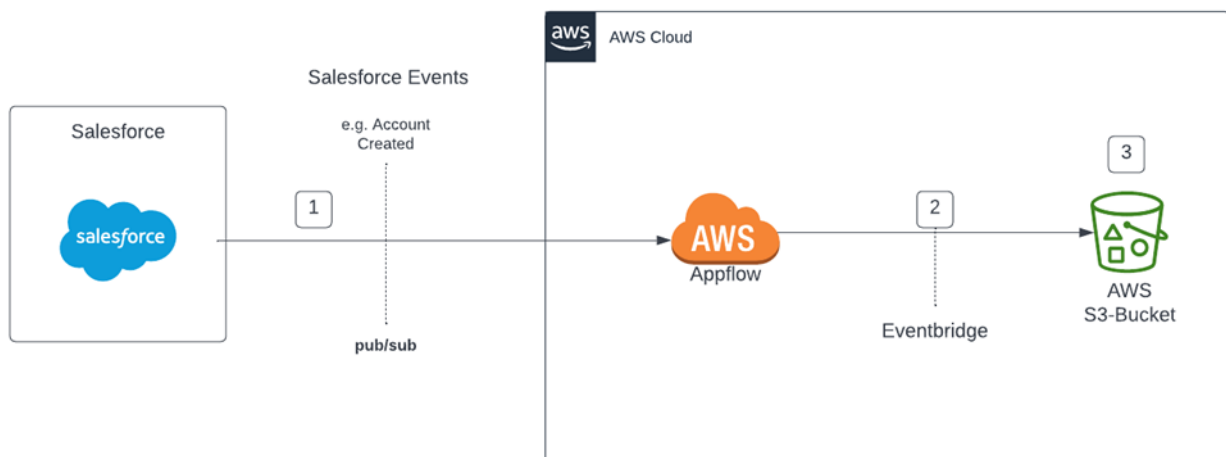 aws
AWS Cloud
Salesforce Events
Salesforce
e.g. Account
Created
3
1
2
salesforce
AWS
Appflow
AWS
S3-Bucket
Eventbridge
pub/sub